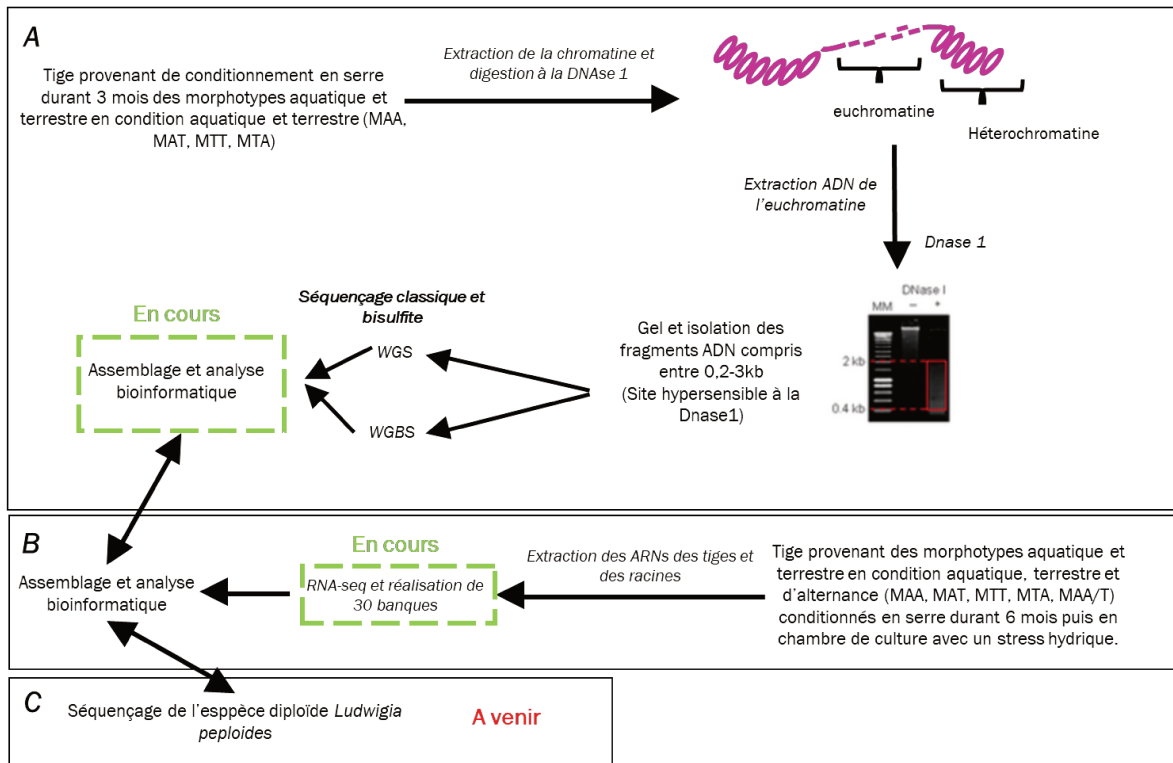 A
Tige provenant de conditionnement en serre
durant 3 mois des morphotypes aquatique et
terrestre en condition aquatique et terrestre (MAA,
MAT, MTT, MTA)
Extraction de la chromatine et
digestion à la DNAse 1
euchromatine
Hétérochromatine
Extraction ADN de
l'euchromatine
Dnase 1
DNase I
MM – +
2 kb
0.4 kb
Gel et isolation des
fragments ADN compris
entre 0,2-3kb
(Site hypersensible à la
Dnase1)
Séquençage classique et
bisulfite
WGS
WGBS
En cours
Assemblage et analyse
bioinformatique
B
Tige provenant des morphotypes aquatique et
terrestre en condition aquatique, terrestre et
d'alternance (MAA, MAT, MTT, MTA, MAA/T)
conditionnés en serre durant 6 mois puis en
chambre de culture avec un stress hydrique.
Extraction des ARNs des tiges et
des racines
En cours
RNA-seq et réalisation de
30 banques
Assemblage et analyse
bioinformatique
C
Séquençage de l'esppèce diploïde Ludwigia
peploides
A venir